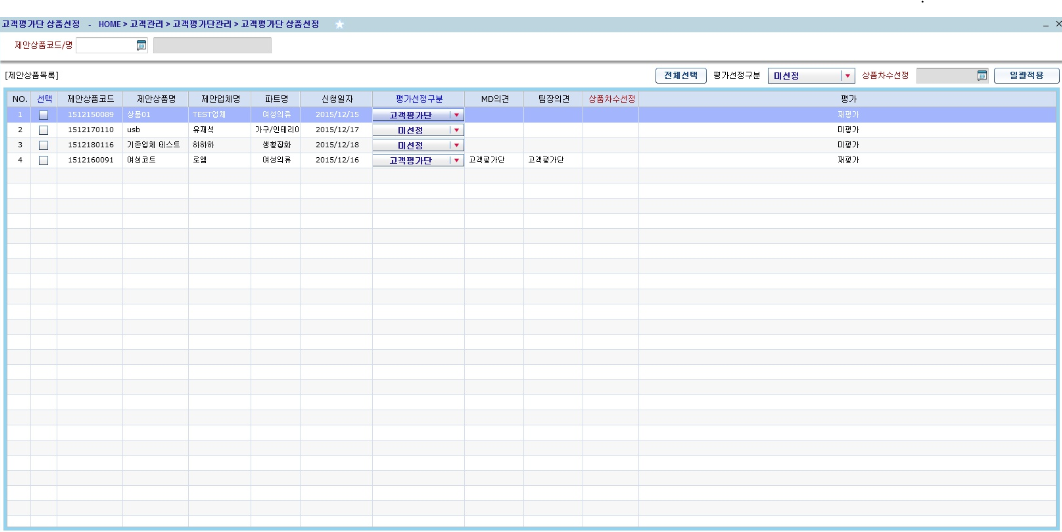 고객평가단 상품선정 - HOME > 고객관리 > 고객평가단관리 > 고객평가단 상품선정
제안상품코드/명
[제안상품목록] 전체선택 평가선정구분 미선정 상품차수선정 일괄적용
NO. 선택 제안상품코드 제안상품명 제안업체명 파트명 신청일자 평가선정구분 MD의견 팀장의견 상품차수선정 평가
1 1512150089 상품01 TEST업체 여성의류 2015/12/15 고객평가단 재평가
2 1512170110 usb 유재석 가구/인테리어 2015/12/17 미선정 미평가
3 1512180116 기존업체 테스트 하하하 생활잡화 2015/12/18 미선정 미평가
4 1512160091 여성코트 로엠 여성의류 2015/12/16 고객평가단 고객평가단 고객평가단 재평가